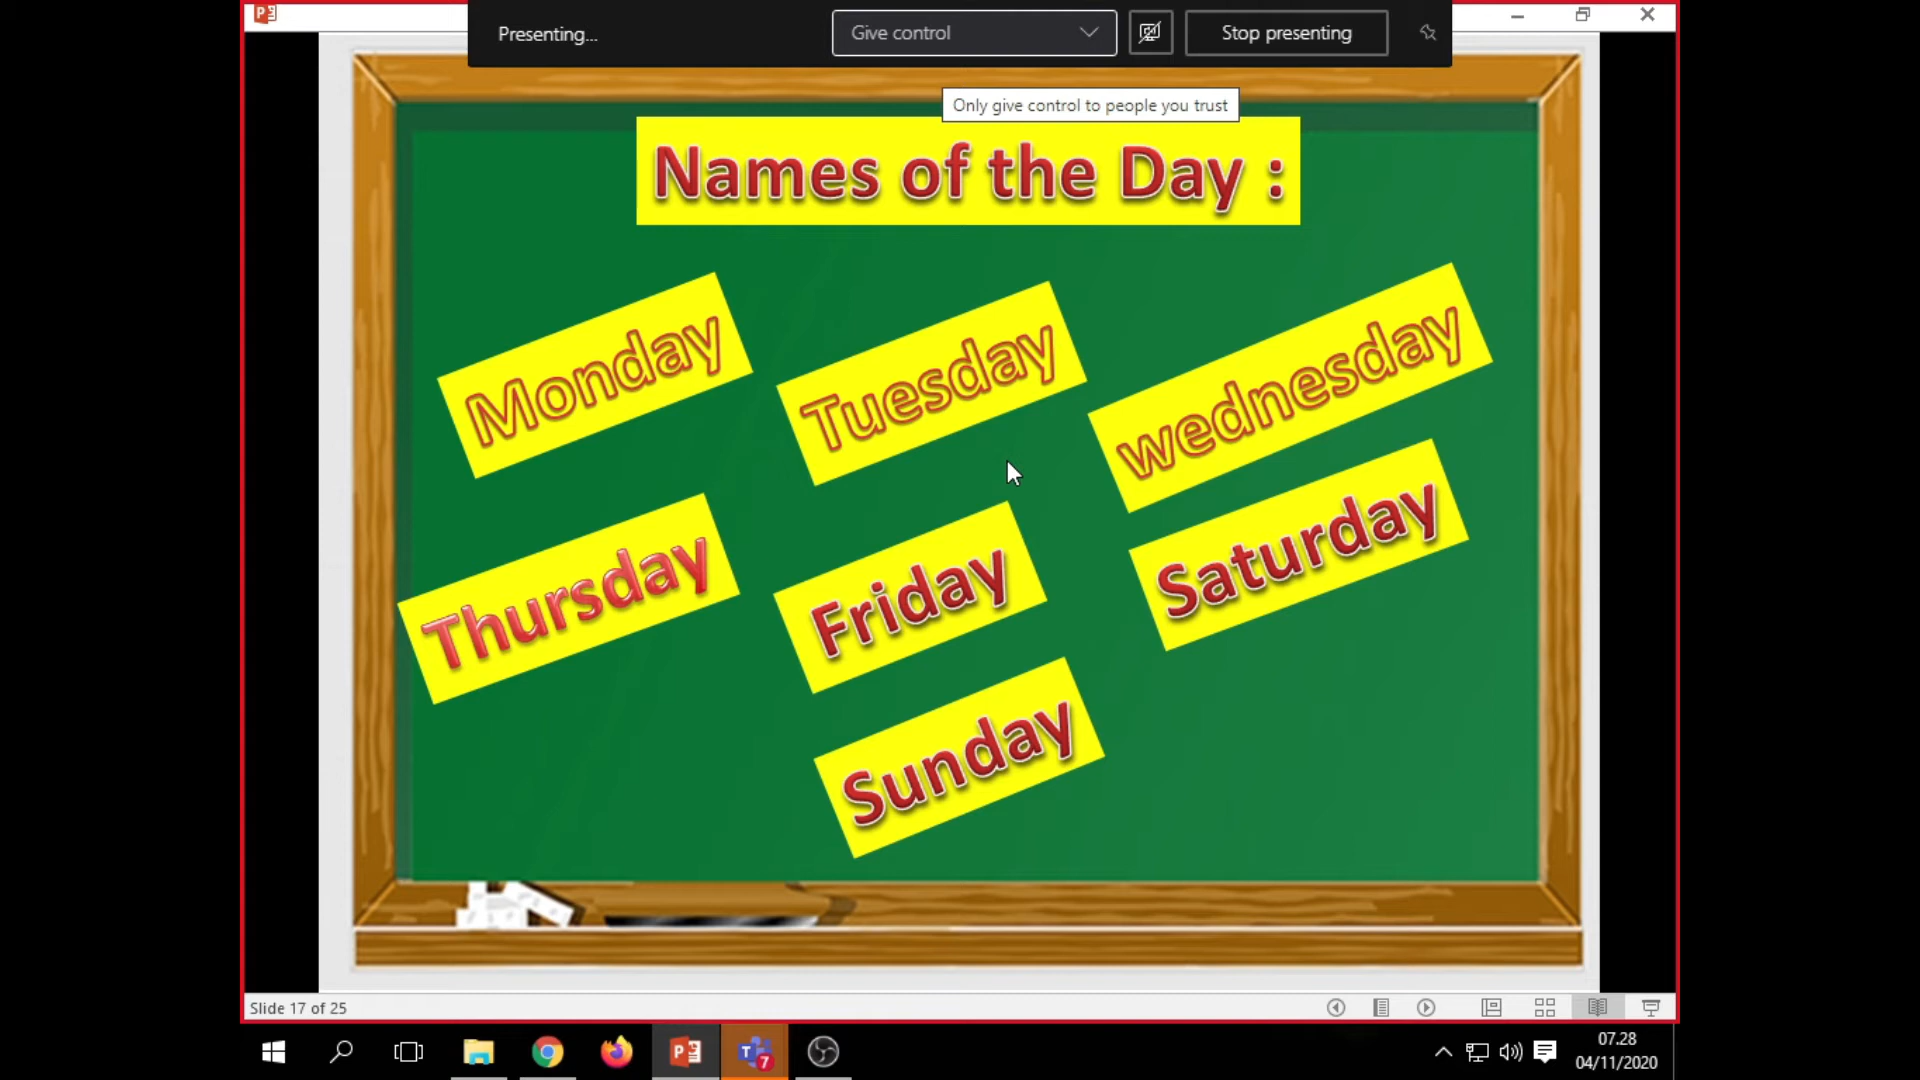 Presenting...
Give control
Stop presenting
Only give control to people you trust
Names of the Day :
Monday
Tuesday
wednesday
Thursday
Friday
Saturday
Sunday
Slide 17 of 25
7
07.28
04/11/2020